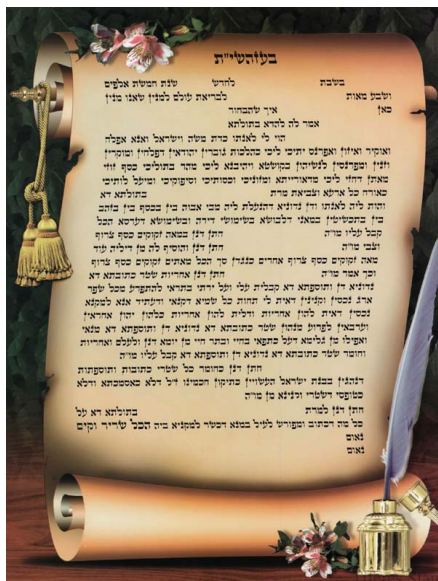 בעזהשי״ת
בשבת לחדש שנת חמשת אלפים
ושבע מאות לבריאת עולם למנין שאנו מנין
כאן איך שהבחור
אמר לה להדא בתולתא
הוי לי לאנתו כדת משה וישראל ואנא אפלח
ואוקיר ואיזון ואפרנס יתיכי ליכי כהלכות גוברין יהודאין דפלחין ומוקרין
וזנין ומפרנסין לנשיהון בקושטא ויהיבנא ליכי מהר בתוליכי כסף זוזי
מאתן דחזי ליכי מדאורייתא ומזוניכי וכסותיכי וסיפוקיכי ומיעל לותיכי
כאורח כל ארעא וצביאת מרת בתולתא דא
והות ליה לאנתו ודן נדוניא דהנעלת ליה מבי אבוה בין בכסף בין בזהב
בין בתכשיטין במאני דלבושא בשימושי דירה ובשימושא דערסא הכל
קבל עליו מו״ה חתן דנן במאה זקוקים כסף צרוף
וצבי מו״ה חתן דנן והוסיף לה מן דיליה עוד
מאה זקוקים כסף צרוף אחרים כנגדן סך הכל מאתים זקוקים כסף צרוף
וכך אמר מו״ה חתן דנן אחריות שטר כתובתא דא
נדוניא דן ותוספתא דא קבלית עלי ועל ירתי בתראי להתפרע מכל שפר
ארג נכסין וקנינין דאית לי תחות כל שמיא דקנאי ודעתיד אנא למקנא
נכסין דאית להון אחריות ודלית להון אחריות כלהון יהון אחראין
וערבאין לפרוע מנהון שטר כתובתא דא נדוניא דן ותוספתא דא מנאי
ואפילו מן גלימא דעל כתפאי בחיי ובתר חיי מן יומא דנן ולעלם ואחריות
וחומר שטר כתובתא דא נדוניא דן ותוספתא דא קבל עליו מו״ה
חתן דנן כחומר כל שטרי כתובות ותוספתות
דנהגין בבנת ישראל העשויין כתיקון חכמינו ז״ל דלא כאסמכתא ודלא
כטופסי דשטרי וקנינא מן מו״ה
חתן דנן למרת בתולתא דא על
כל מה דכתוב ומפורש לעיל במנא דכשר למקניא ביה הכל שריר וקים
נאום
נאום